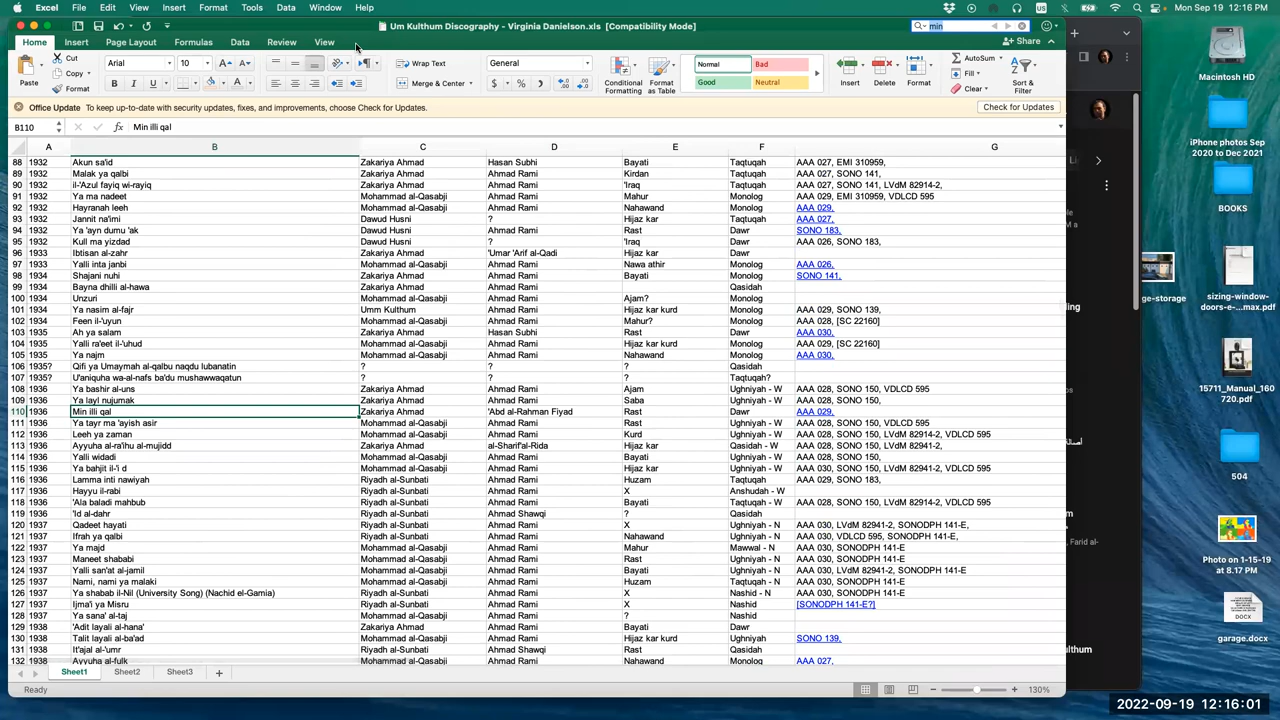 Excel File Edit View Insert Format Tools Data Window Help Mon Sep 19 12:16 PM
Um Kulthum Discography - Virginia Danielson.xls [Compatibility Mode] min
Home Insert Page Layout Formulas Data Review View Share
Paste Cut Copy Format Arial 10 Wrap Text Merge & Center General Conditional Formatting Format as Table Normal Bad Good Neutral Insert Delete Format AutoSum Fill Clear Sort & Filter
Office Update To keep up-to-date with security updates, fixes, and improvements, choose Check for Updates. Check for Updates
B110 fx Min illi qal
A B C D E F G
88 1932 Akun sa'id Zakariya Ahmad Hasan Subhi Bayati Taqtuqah AAA 027, EMI 310959,
89 1932 Malak ya qalbi Zakariya Ahmad Ahmad Rami Kirdan Taqtuqah AAA 027, SONO 141,
90 1932 il-'Azul fayiq wi-rayiq Zakariya Ahmad Ahmad Rami 'Iraq Taqtuqah AAA 027, SONO 141, LVdM 82914-2,
91 1932 Ya ma nadeet Mohammad al-Qasabji Ahmad Rami Mahur Monolog AAA 029, EMI 310959, VDLCD 595
92 1932 Hayranah leeh Mohammad al-Qasabji Ahmad Rami Nahawand Monolog AAA 029,
93 1932 Jannit na'imi Dawud Husni ? Hijaz kar Taqtuqah AAA 027,
94 1932 Ya 'ayn dumu 'ak Dawud Husni Ahmad Rami Rast Dawr SONO 183,
95 1932 Kull ma yizdad Dawud Husni ? 'Iraq Dawr AAA 026, SONO 183,
96 1933 Ibtisan al-zahr Zakariya Ahmad 'Umar 'Arif al-Qadi Hijaz kar Dawr
97 1933 Yalli inta janbi Mohammad al-Qasabji Ahmad Rami Nawa athir Monolog AAA 026,
98 1934 Shajani nuhi Zakariya Ahmad Ahmad Rami Bayati Monolog SONO 141,
99 1934 Bayna dhilli al-hawa Zakariya Ahmad Ahmad Rami Qasidah
100 1934 Unzuri Mohammad al-Qasabji Ahmad Rami Ajam? Monolog
101 1934 Ya nasim al-fajr Umm Kulthum Ahmad Rami Hijaz kar kurd Monolog AAA 029, SONO 139,
102 1934 Feen il-'uyun Mohammad al-Qasabji Ahmad Rami Mahur? Monolog AAA 028, [SC 22160]
103 1935 Ah ya salam Zakariya Ahmad Hasan Subhi Rast Dawr AAA 030,
104 1935 Yalli ra'eet il-'uhud Mohammad al-Qasabji Ahmad Rami Hijaz kar kurd Monolog AAA 029, [SC 22160]
105 1935 Ya najm Mohammad al-Qasabji Ahmad Rami Nahawand Monolog AAA 030,
106 1935? Qifi ya Umaymah al-qalbu naqdu lubanatin ? ? ? Qasidah
107 1935? U'aniquha wa-al-nafs ba'du mushawwaqatun ? ? ? Taqtuqah?
108 1936 Ya bashir al-uns Zakariya Ahmad Ahmad Rami Ajam Ughniyah - W AAA 028, SONO 150, VDLCD 595
109 1936 Ya layl nujumak Zakariya Ahmad Ahmad Rami Saba Ughniyah - W AAA 028, SONO 150,
110 1936 Min illi qal Zakariya Ahmad 'Abd al-Rahman Fiyad Rast Dawr AAA 029,
111 1936 Ya tayr ma 'ayish asir Mohammad al-Qasabji Ahmad Rami Rast Ughniyah - W AAA 028, SONO 150, VDLCD 595
112 1936 Leeh ya zaman Mohammad al-Qasabji Ahmad Rami Kurd Ughniyah - W AAA 028, SONO 150, LVdM 82914-2, VDLCD 595
113 1936 Ayyuha al-ra'ihu al-mujidd Zakariya Ahmad al-Sharif al-Rida Hijaz kar Qasidah - W AAA 028, SONO 150, LVdM 82941-2,
114 1936 Yalli widadi Mohammad al-Qasabji Ahmad Rami Bayati Ughniyah - W AAA 028, SONO 150,
115 1936 Ya bahjit il-'i d Mohammad al-Qasabji Ahmad Rami Hijaz kar Ughniyah - W AAA 030, SONO 150, LVdM 82914-2, VDLCD 595
116 1936 Lamma inti nawiyah Riyadh al-Sunbati Ahmad Rami Huzam Taqtuqah - W AAA 029, SONO 183,
117 1936 Hayyu il-rabi Riyadh al-Sunbati Ahmad Rami X Anshudah - W
118 1936 'Ala baladi mahbub Riyadh al-Sunbati Ahmad Rami Bayati Taqtuqah - W AAA 028, SONO 150, LVdM 82914-2, VDLCD 595
119 1936 'Id al-dahr Riyadh al-Sunbati Ahmad Shawqi ? Qasidah
120 1937 Qadeet hayati Riyadh al-Sunbati Ahmad Rami X Ughniyah - N AAA 030, LVdM 82941-2, SONODPH 141-E,
121 1937 Ifrah ya qalbi Riyadh al-Sunbati Ahmad Rami Nahawand Ughniyah - N AAA 030, VDLCD 595, SONODPH 141-E,
122 1937 Ya majd Mohammad al-Qasabji Ahmad Rami Mahur Mawwal - N AAA 030, SONODPH 141-E
123 1937 Maneet shababi Mohammad al-Qasabji Ahmad Rami Rast Ughniyah - N AAA 030, SONODPH 141-E
124 1937 Yalli san'at al-jamil Mohammad al-Qasabji Ahmad Rami Bayati Ughniyah - N AAA 030, LVdM 82941-2, SONODPH 141-E
125 1937 Nami, nami ya malaki Mohammad al-Qasabji Ahmad Rami Huzam Taqtuqah - N AAA 030, SONODPH 141-E
126 1937 Ya shabab il-Nil (University Song) (Nachid el-Gamia) Riyadh al-Sunbati Ahmad Rami X Nashid - N AAA 030, SONODPH 141-E
127 1937 Ijma'i ya Misru Riyadh al-Sunbati Ahmad Rami X Nashid [SONODPH 141-E?]
128 1937 Ya sana' al-taj Mohammad al-Qasabji Ahmad Rami ? Nashid
129 1938 'Adit layali al-hana' Zakariya Ahmad Ahmad Rami Bayati Dawr
130 1938 Talit layali al-ba'ad Mohammad al-Qasabji Ahmad Rami Hijaz kar kurd Ughniyah SONO 139,
131 1938 It'ajal al-'umr Riyadh al-Sunbati Ahmad Shawqi Rast Dawr
132 1938 Ayyuha al-fulk Mohammad al-Qasabji Ahmad Rami Nahawand Monolog AAA 027,
Sheet1 Sheet2 Sheet3 +
Ready 130%
Macintosh HD
iPhone photos Sep 2020 to Dec 2021
BOOKS
ge-storage
sizing-window-doors-e-...max.pdf
15711_Manual_160720.pdf
504
Photo on 1-15-19 at 8.17 PM
DOCX
garage.docx
2022-09-19 12:16:01